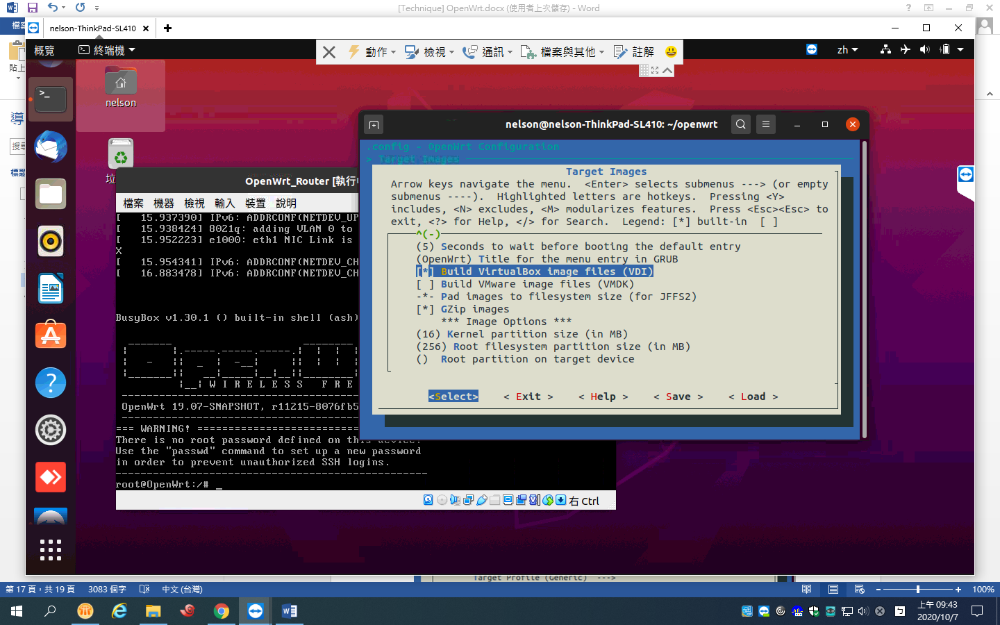 [Technique] OpenWrt.docx (使用者上次儲存) - Word
檔案
nelson-ThinkPad-SL410
概覽
終端機
動作
檢視
通訊
檔案與其他
註解
zh
貼上
nelson
nelson@nelson-ThinkPad-SL410: ~/openwrt
.config - OpenWrt Configuration
> Target Images
Target Images
Arrow keys navigate the menu.  <Enter> selects submenus ---> (or empty
submenus ----).  Highlighted letters are hotkeys.  Pressing <Y>
includes, <N> excludes, <M> modularizes features.  Press <Esc><Esc> to
exit, <?> for Help, </> for Search.  Legend: [*] built-in  [ ]
^(-)
(5) Seconds to wait before booting the default entry
(OpenWrt) Title for the menu entry in GRUB
[*] Build VirtualBox image files (VDI)
[ ] Build VMware image files (VMDK)
-*- Pad images to filesystem size (for JFFS2)
[*] GZip images
*** Image Options ***
(16) Kernel partition size (in MB)
(256) Root filesystem partition size (in MB)
()  Root partition on target device
<Select>    < Exit >    < Help >    < Save >    < Load >
導
搜尋
標題
垃
OpenWrt_Router [執行
檔案 機器 檢視 輸入 裝置 說明
[   15.937390] IPv6: ADDRCONF(NETDEV_UP
[   15.938424] 8021q: adding VLAN 0 to
[   15.952223] e1000: eth1 NIC Link is
X
[   15.954341] IPv6: ADDRCONF(NETDEV_CH
[   16.883478] IPv6: ADDRCONF(NETDEV_CH
BusyBox v1.30.1 () built-in shell (ash)
W I R E L E S S   F R E
OpenWrt 19.07-SNAPSHOT, r11215-8076fb5
=== WARNING! ===========================
There is no root password defined on this device!
Use the "passwd" command to set up a new password
in order to prevent unauthorized SSH logins.
root@OpenWrt:/# _
右 Ctrl
Target Profile (Generic)  --->
第 17 頁，共 19 頁
3083 個字
中文 (台灣)
100%
上午 09:43
2020/10/7